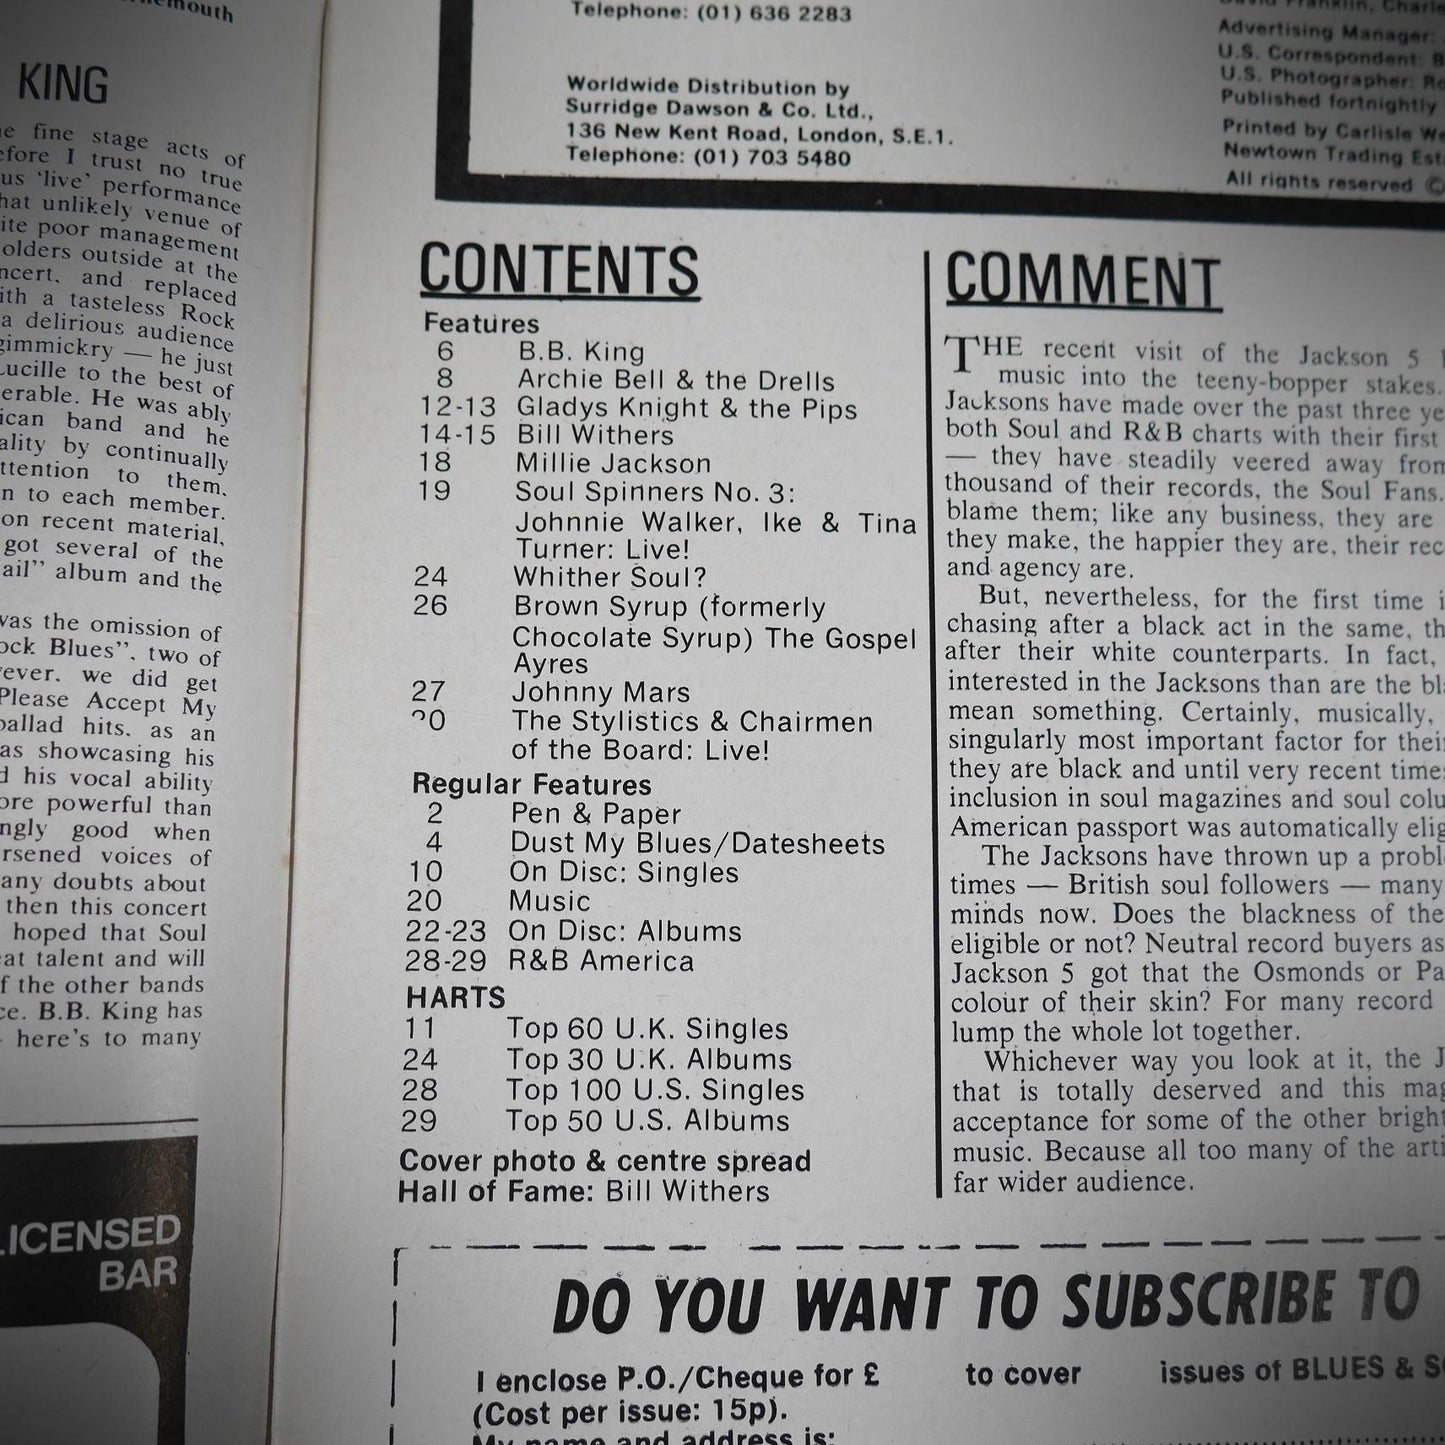 KING
fine stage acts of
I trust no true
'live' performance
unlikely venue of
poor management
outside at the
and replaced
a tasteless Rock
a delirious audience
gimmickry — he just
to the best of
He was ably
band and he
by continually
to them.
to each member.
on recent material,
got several of the
album and the
was the omission of
Blues". two of
we did get
Please Accept My
ballad hits. as an
as showcasing his
his vocal ability
powerful than
good when
voices of
any doubts about
then this concert
hoped that Soul
talent and will
the other bands
B.B. King has
here's to many
LICENSED
BAR
Telephone: (01) 636 2283
Worldwide Distribution by
Surridge Dawson & Co. Ltd.,
136 New Kent Road, London, S.E.1.
Telephone: (01) 703 5480
David Franklin,
Advertising Manager:
U.S. Correspondent:
U.S. Photographer:
Published fortnightly
Printed by Carlisle
Newtown Trading
All rights reserved ©
CONTENTS
Features
6 B.B. King
8 Archie Bell & the Drells
12-13 Gladys Knight & the Pips
14-15 Bill Withers
18 Millie Jackson
19 Soul Spinners No. 3:
Johnnie Walker, Ike & Tina
Turner: Live!
24 Whither Soul?
26 Brown Syrup (formerly
Chocolate Syrup) The Gospel
Ayres
27 Johnny Mars
The Stylistics & Chairmen
of the Board: Live!
Regular Features
2 Pen & Paper
4 Dust My Blues/Datesheets
10 On Disc: Singles
20 Music
22-23 On Disc: Albums
28-29 R&B America
HARTS
11 Top 60 U.K. Singles
24 Top 30 U.K. Albums
28 Top 100 U.S. Singles
29 Top 50 U.S. Albums
Cover photo & centre spread
Hall of Fame: Bill Withers
COMMENT
THE recent visit of the Jackson 5
music into the teeny-bopper stakes.
Jacksons have made over the past three
both Soul and R&B charts with their first
— they have steadily veered away from
thousand of their records, the Soul Fans.
blame them; like any business, they are
they make, the happier they are, their
and agency are.
But, nevertheless, for the first time
chasing after a black act in the same,
after their white counterparts. In fact,
interested in the Jacksons than are the
mean something. Certainly, musically,
singularly most important factor for their
they are black and until very recent times
inclusion in soul magazines and soul
American passport was automatically
The Jacksons have thrown up a
times — British soul followers — many
minds now. Does the blackness of the
eligible or not? Neutral record buyers
Jackson 5 got that the Osmonds or
colour of their skin? For many record
lump the whole lot together.
Whichever way you look at it, the
that is totally deserved and this
acceptance for some of the other
music. Because all too many of the
far wider audience.
DO YOU WANT TO SUBSCRIBE TO
I enclose P.O./Cheque for £ to cover issues of BLUES &
(Cost per issue: 15p).
My name and address is: